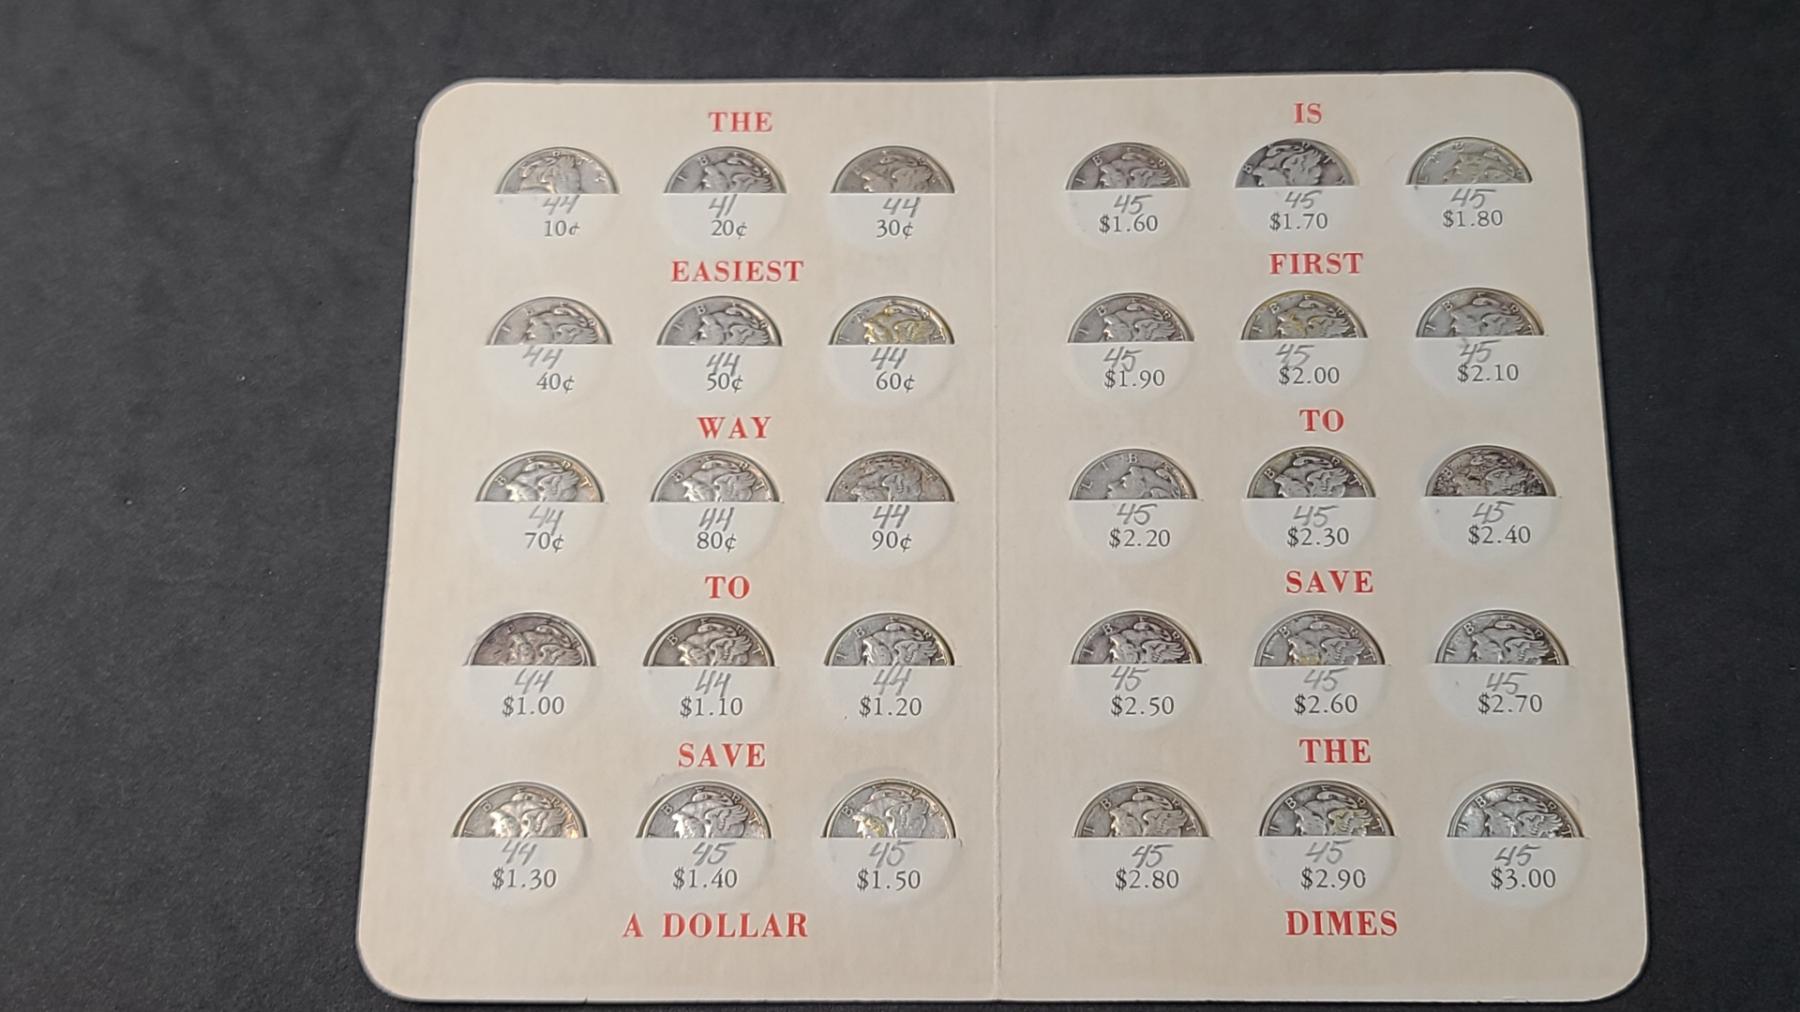 THE
44 41 44
10¢ 20¢ 30¢
EASIEST
44 44 44
40¢ 50¢ 60¢
WAY
44 44 44
70¢ 80¢ 90¢
TO
44 44 44
$1.00 $1.10 $1.20
SAVE
44 45 45
$1.30 $1.40 $1.50
A DOLLAR
IS
45 45 45
$1.60 $1.70 $1.80
FIRST
45 45 45
$1.90 $2.00 $2.10
TO
45 45 45
$2.20 $2.30 $2.40
SAVE
45 45 45
$2.50 $2.60 $2.70
THE
45 45 45
$2.80 $2.90 $3.00
DIMES